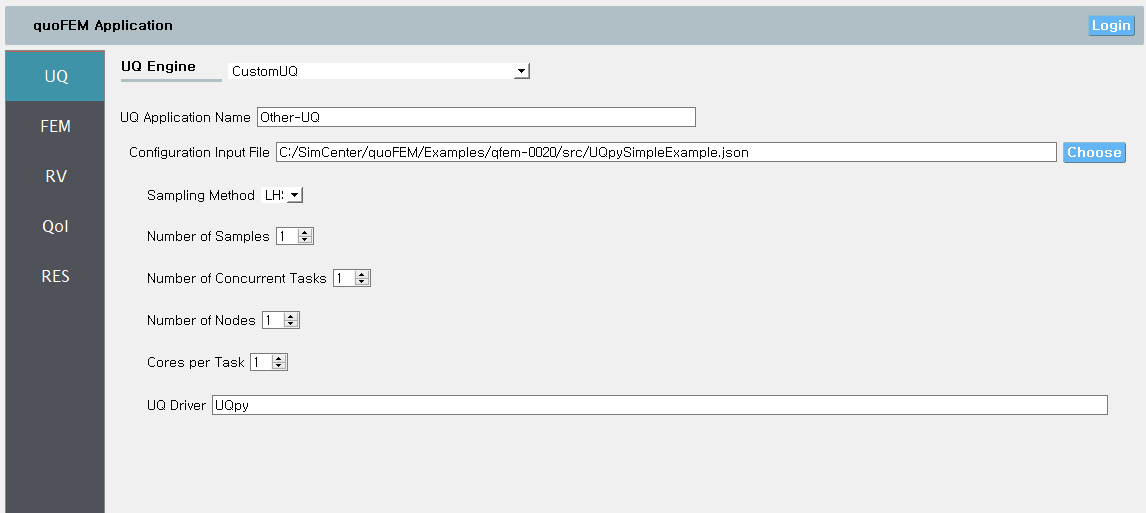 quoFEM Application
Login
UQ
UQ Engine
CustomUQ
FEM
UQ Application Name
Other-UQ
Configuration Input File
C:/SimCenter/quoFEM/Examples/qfem-0020/src/UQpySimpleExample.json
Choose
RV
Sampling Method
LHS
Number of Samples
1
QoI
Number of Concurrent Tasks
1
RES
Number of Nodes
1
Cores per Task
1
UQ Driver
UQpy